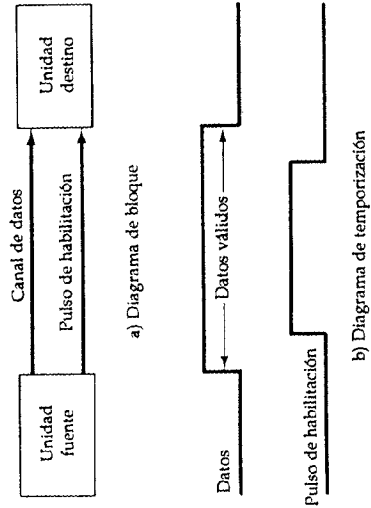 Unidad
fuente
Canal de datos
Pulso de habilitación
Unidad
destino
a) Diagrama de bloque
Datos
Datos válidos
Pulso de habilitación
b) Diagrama de temporización